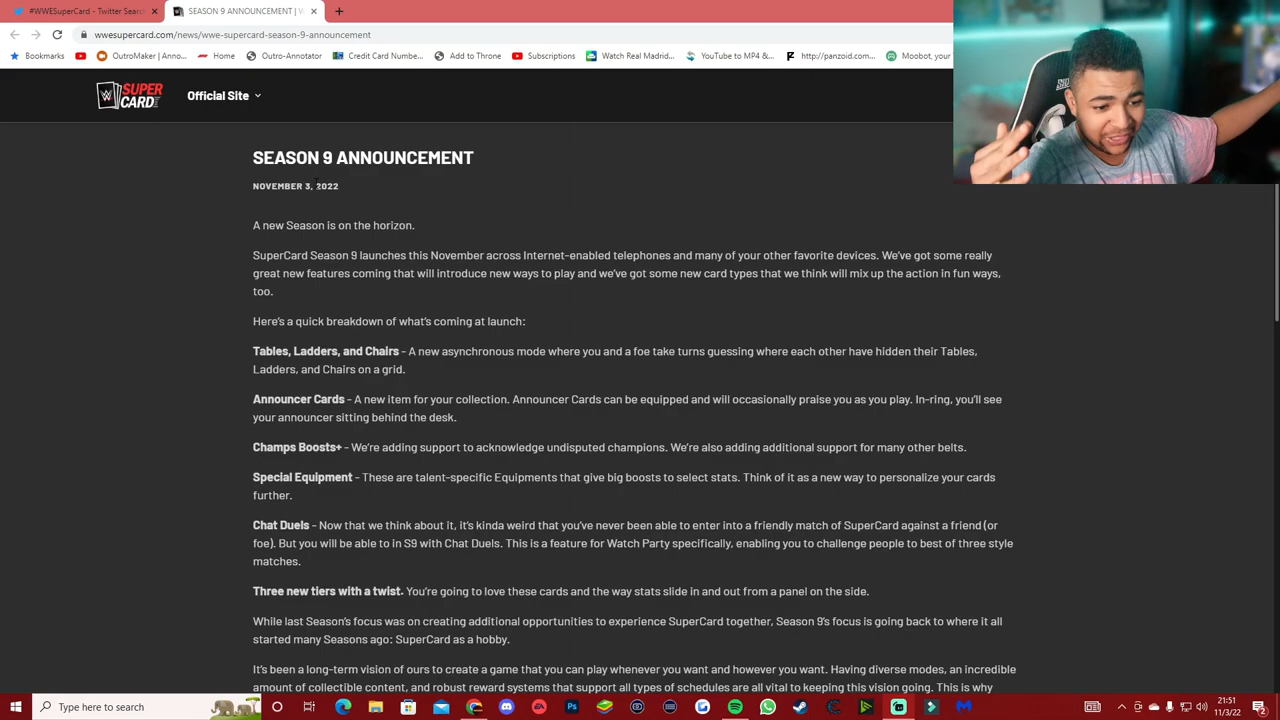 #WWESuperCard - Twitter Searc
SEASON 9 ANNOUNCEMENT | W
wwesupercard.com/news/wwe-supercard-season-9-announcement
Bookmarks
OutroMaker | Anno...
Home
Outro-Annotator
Credit Card Numbe...
Add to Throne
Subscriptions
Watch Real Madrid...
YouTube to MP4 &...
http://panzoid.com...
Moobot, your
SUPER CARD
Official Site
SEASON 9 ANNOUNCEMENT
NOVEMBER 3, 2022
A new Season is on the horizon.
SuperCard Season 9 launches this November across Internet-enabled telephones and many of your other favorite devices. We've got some really
great new features coming that will introduce new ways to play and we've got some new card types that we think will mix up the action in fun ways,
too.
Here's a quick breakdown of what's coming at launch:
Tables, Ladders, and Chairs - A new asynchronous mode where you and a foe take turns guessing where each other have hidden their Tables,
Ladders, and Chairs on a grid.
Announcer Cards - A new item for your collection. Announcer Cards can be equipped and will occasionally praise you as you play. In-ring, you'll see
your announcer sitting behind the desk.
Champs Boosts+ - We're adding support to acknowledge undisputed champions. We're also adding additional support for many other belts.
Special Equipment - These are talent-specific Equipments that give big boosts to select stats. Think of it as a new way to personalize your cards
further.
Chat Duels - Now that we think about it, it's kinda weird that you've never been able to enter into a friendly match of SuperCard against a friend (or
foe). But you will be able to in S9 with Chat Duels. This is a feature for Watch Party specifically, enabling you to challenge people to best of three style
matches.
Three new tiers with a twist. You're going to love these cards and the way stats slide in and out from a panel on the side.
While last Season's focus was on creating additional opportunities to experience SuperCard together, Season 9's focus is going back to where it all
started many Seasons ago: SuperCard as a hobby.
It's been a long-term vision of ours to create a game that you can play whenever you want and however you want. Having diverse modes, an incredible
amount of collectible content, and robust reward systems that support all types of schedules are all vital to keeping this vision going. This is why
Type here to search
21:51
11/3/22